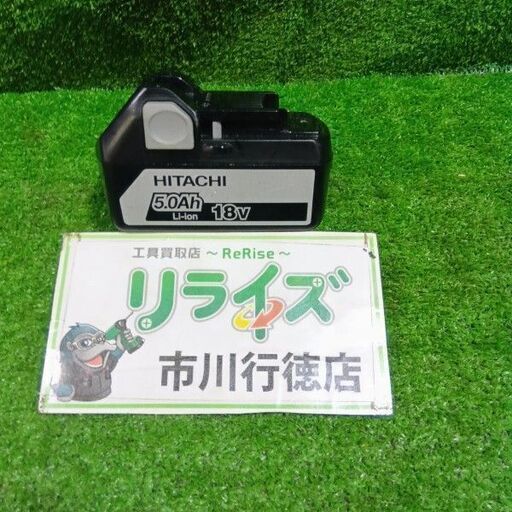 HITACHI
5.0Ah
Li-ion 18V
工具買取店 ～ReRise～
リライズ
市川行徳店